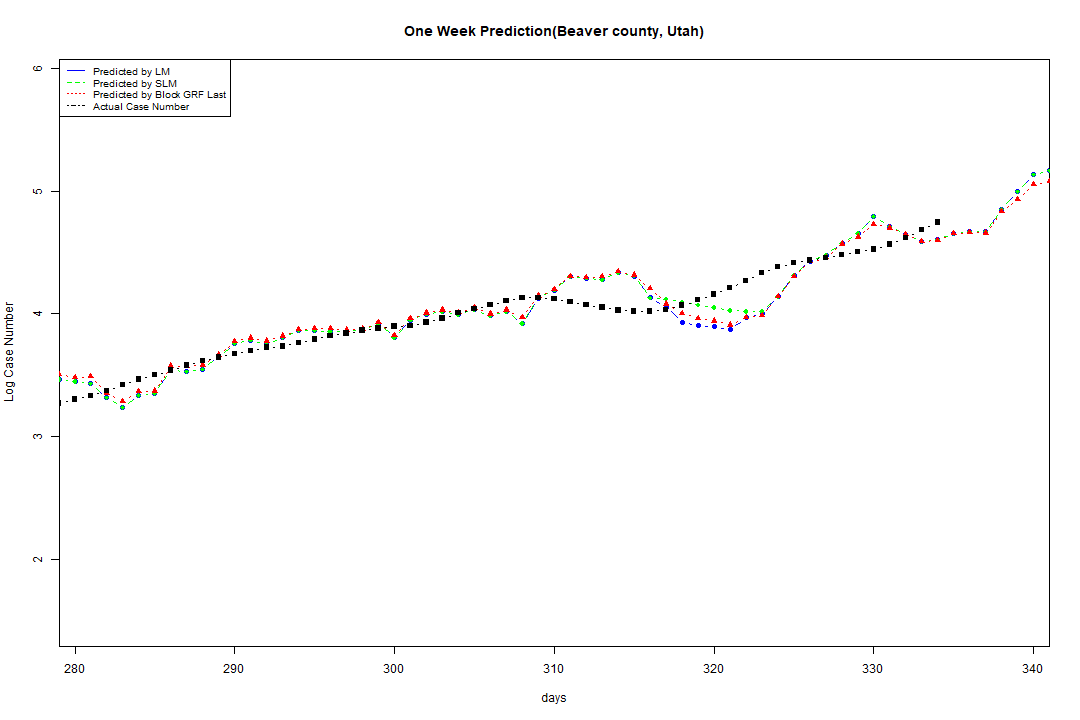 One Week Prediction(Beaver county, Utah)
Predicted by LM
Predicted by SLM
Predicted by Block GRF Last
Actual Case Number
6
5
4
3
2
Log Case Number
280 290 300 310 320 330 340
days